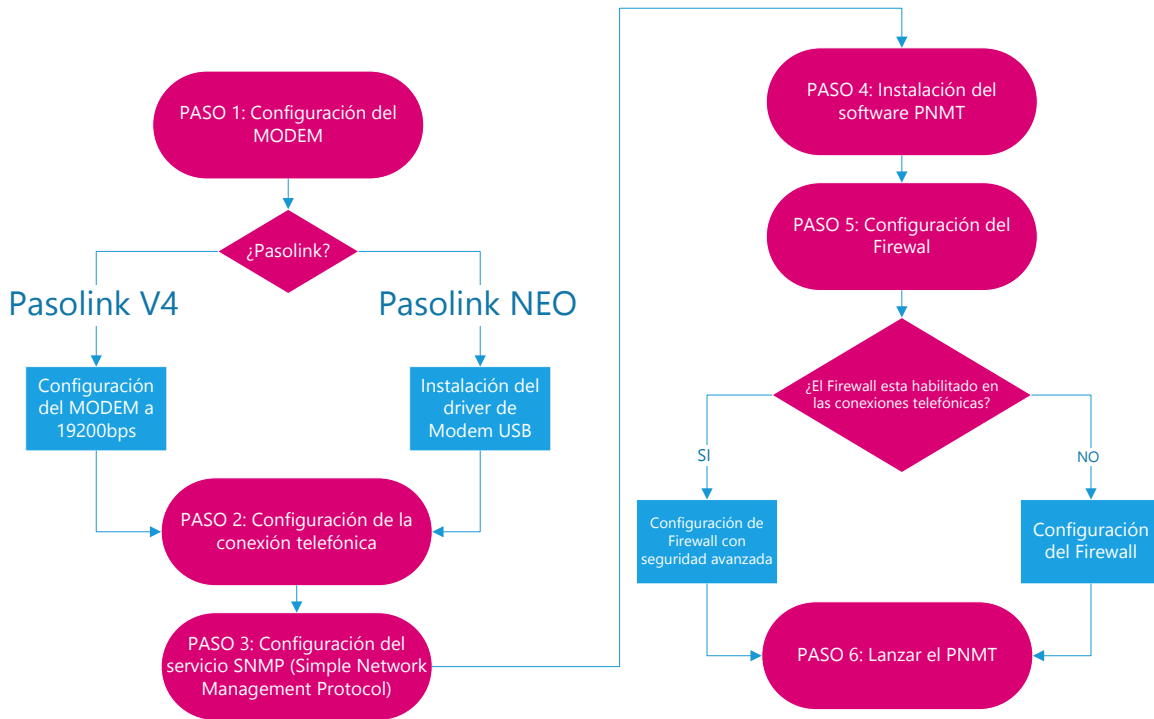 PASO 1: Configuración del
MODEM
¿Pasolink?
Pasolink V4
Pasolink NEO
Configuración
del MODEM a
19200bps
Instalación del
driver de
Modem USB
PASO 2: Configuración de la
conexión telefónica
PASO 3: Configuración del
servicio SNMP (Simple Network
Management Protocol)
PASO 4: Instalación del
software PNMT
PASO 5: Configuración del
Firewal
¿El Firewall esta habilitado en
las conexiones telefónicas?
SI
NO
Configuración de
Firewall con
seguridad avanzada
Configuración
del Firewall
PASO 6: Lanzar el PNMT